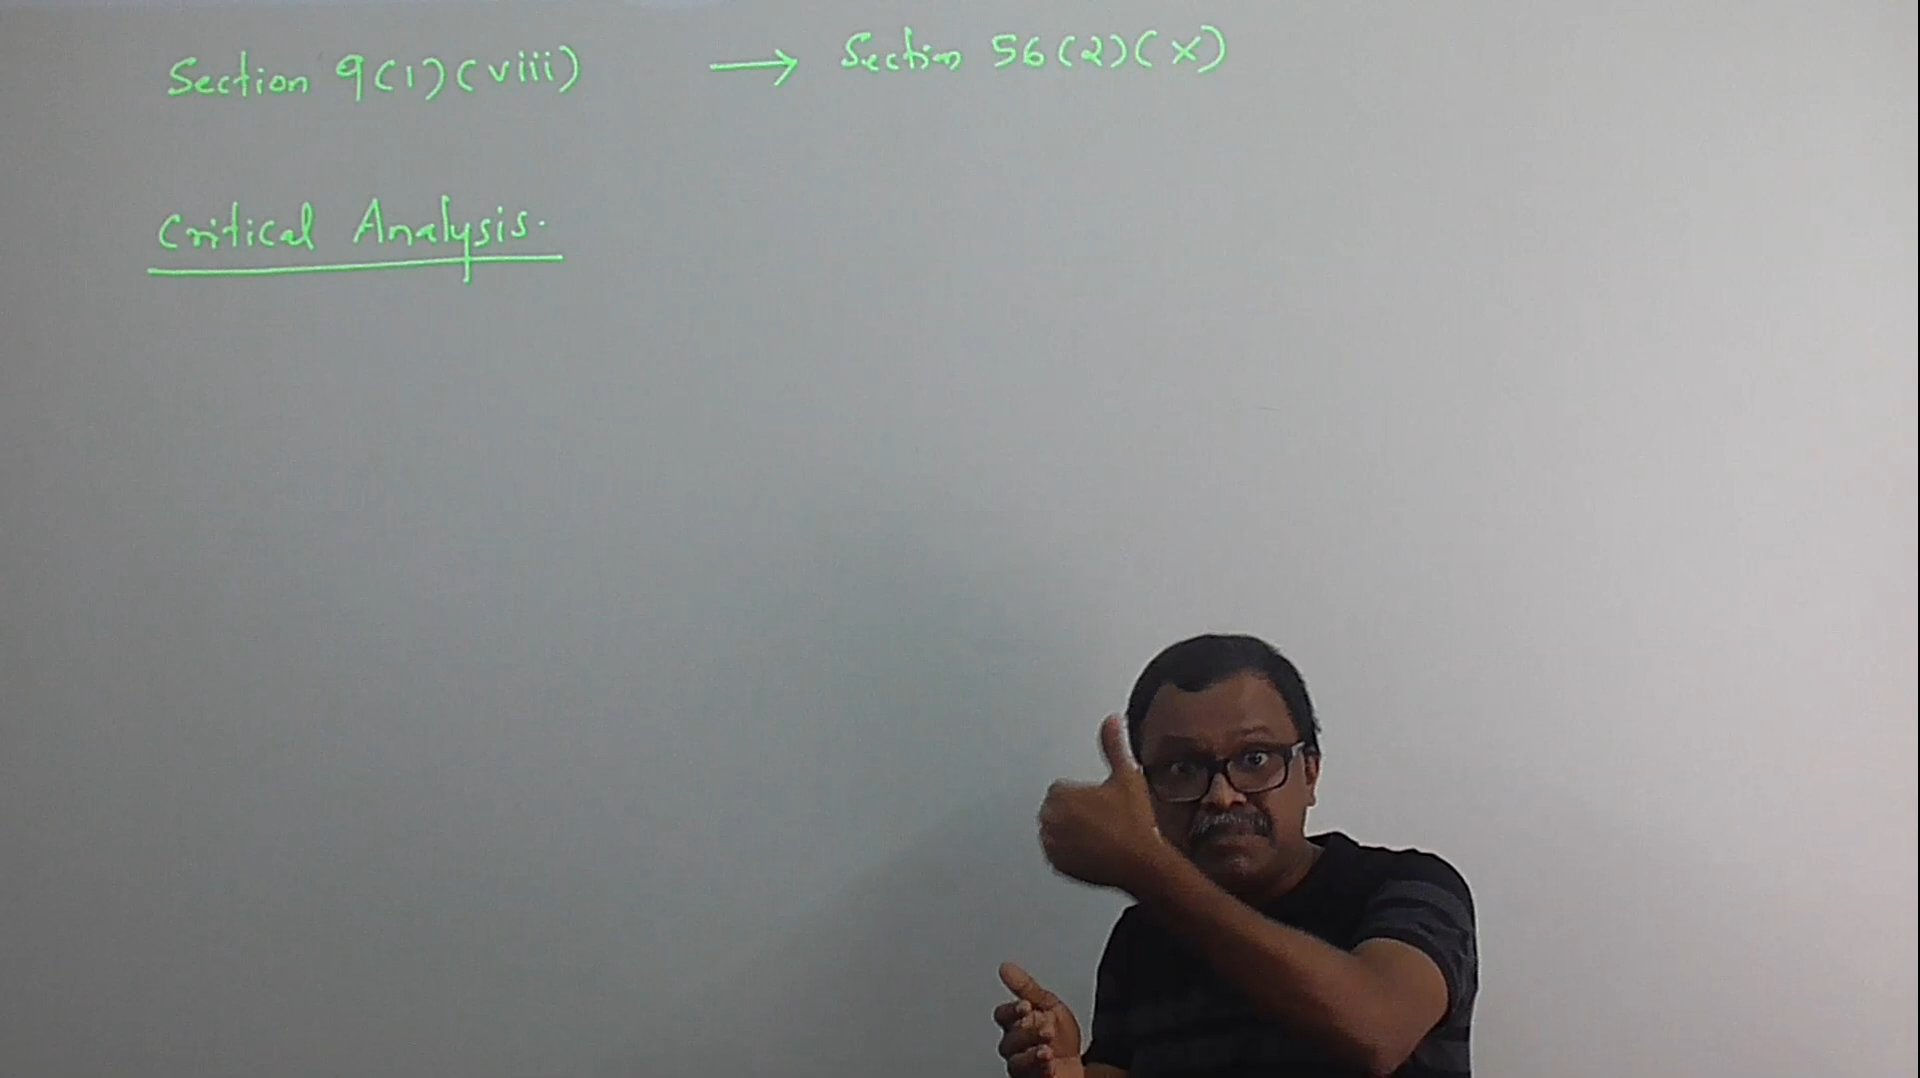 Section 9(1)(viii) → Section 56(2)(x)
Critical Analysis.